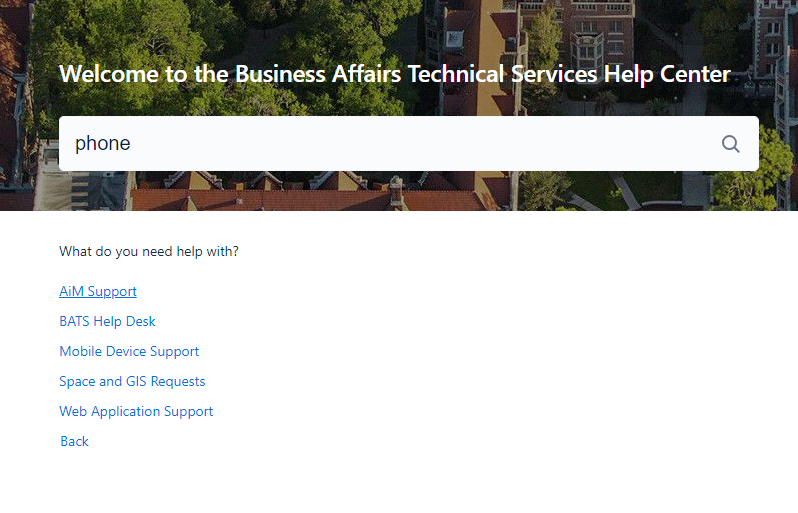 Welcome to the Business Affairs Technical Services Help Center
phone
What do you need help with?
AiM Support
BATS Help Desk
Mobile Device Support
Space and GIS Requests
Web Application Support
Back